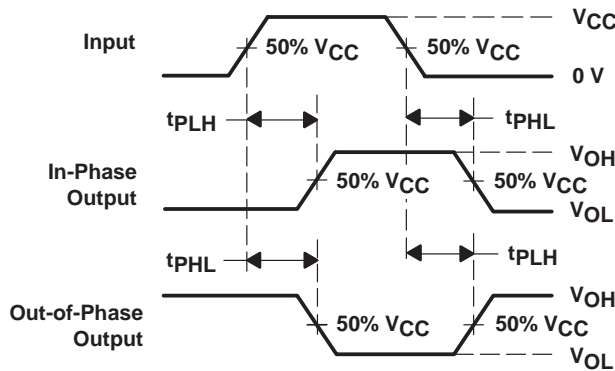 VCC
Input
50% VCC
50% VCC
0 V
tPLH
tPHL
In-Phase
Output
VOH
50% VCC
50% VCC
VOL
tPHL
tPLH
Out-of-Phase
Output
VOH
50% VCC
50% VCC
VOL